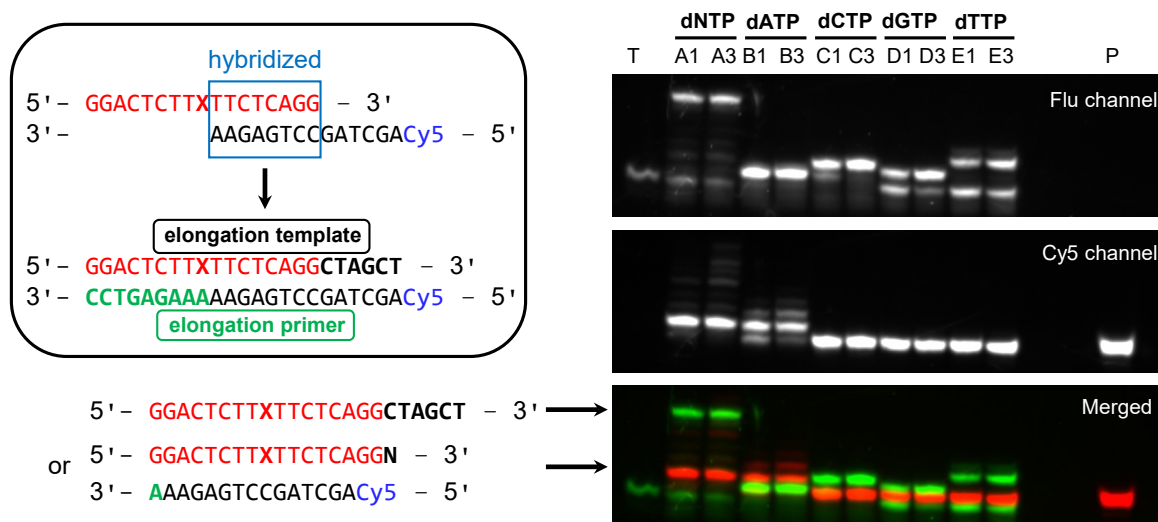 hybridized
5'- GGACTCTTXTTCTCAGG - 3'
3'- AAGAGTCCGATCGACy5 - 5'
elongation template
5'- GGACTCTTXTTCTCAGGCTAGCT - 3'
3'- CCTGAGAAAAAGAGTCCGATCGACy5 - 5'
elongation primer
5'- GGACTCTTXTTCTCAGGCTAGCT - 3'
or
5'- GGACTCTTXTTCTCAGGN - 3'
3'- AAAGAGTCCGATCGACy5 - 5'
dNTP dATP dCTP dGTP dTTP
T A1 A3 B1 B3 C1 C3 D1 D3 E1 E3 P
Flu channel
Cy5 channel
Merged